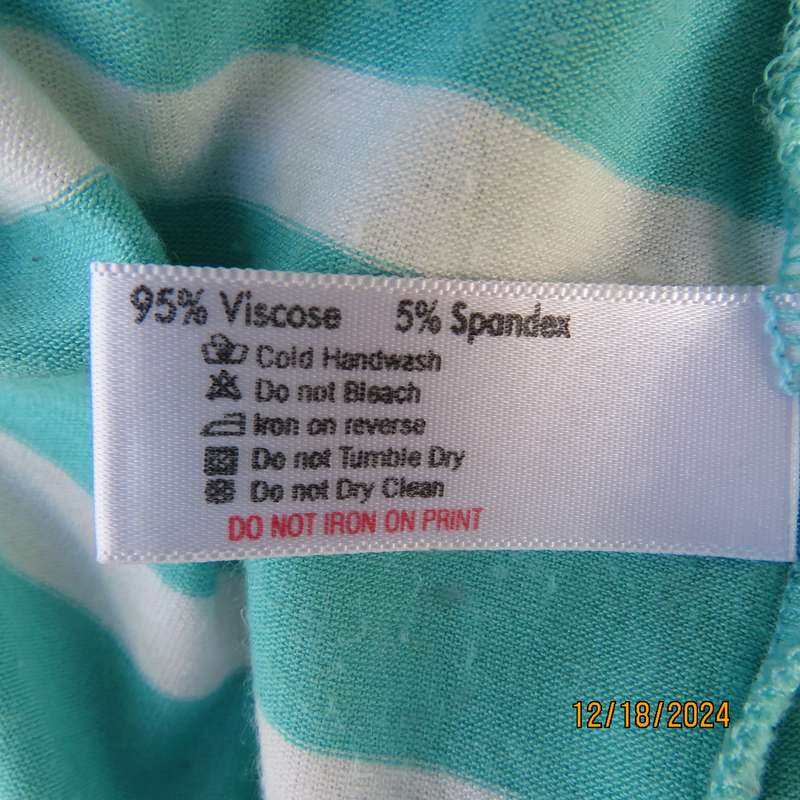 95% Viscose 5% Spandex
Cold Handwash
Do not Bleach
Iron on reverse
Do not Tumble Dry
Do not Dry Clean
DO NOT IRON ON PRINT
12/18/2024